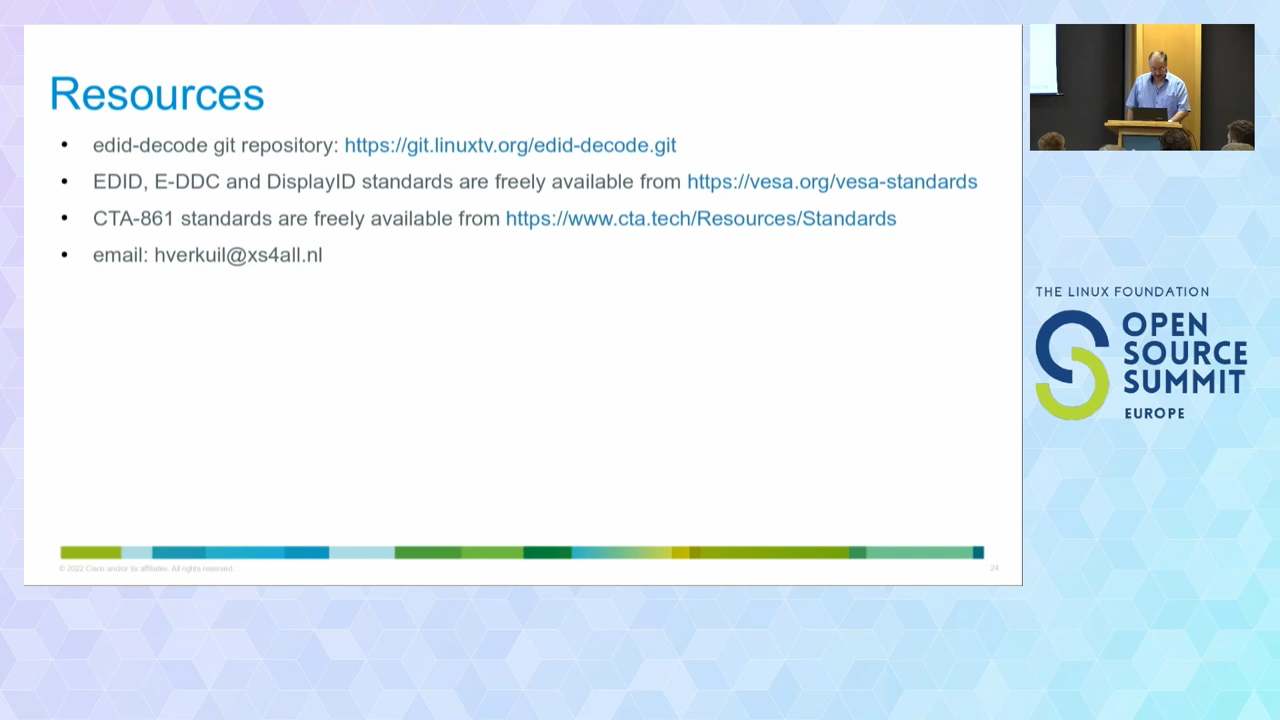 Resources
• edid-decode git repository: https://git.linuxtv.org/edid-decode.git
• EDID, E-DDC and DisplayID standards are freely available from https://vesa.org/vesa-standards
• CTA-861 standards are freely available from https://www.cta.tech/Resources/Standards
• email: hverkuil@xs4all.nl
© 2022 Cisco and/or its affiliates. All rights reserved.
24
THE LINUX FOUNDATION
OPEN
SOURCE
SUMMIT
EUROPE